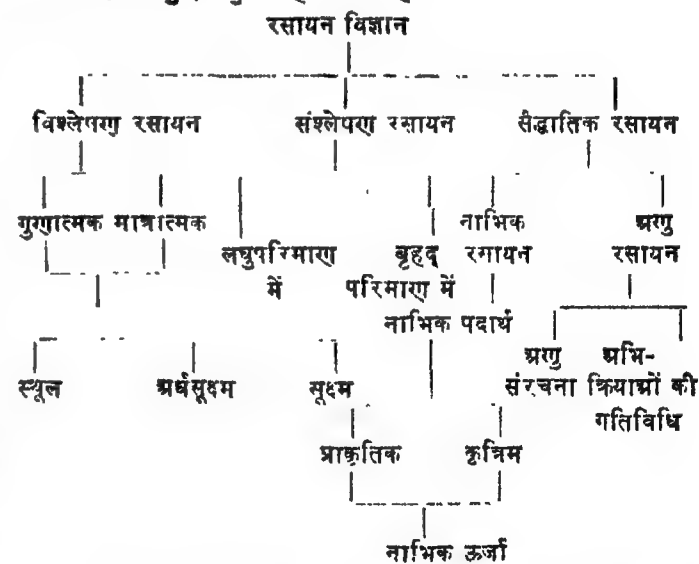 रसायन विज्ञान
विश्लेषण रसायन संश्लेषण रसायन सैद्धातिक रसायन
गुणात्मक मात्रात्मक
लघुपरिमाण में
बृहद् परिमाण में
नाभिक रसायन
अणु रसायन
नाभिक पदार्थ
स्थूल अर्धसूक्ष्म सूक्ष्म
अणु संरचना
अभि-
क्रियाओं की
गतिविधि
प्राकृतिक कृत्रिम
नाभिक ऊर्जा